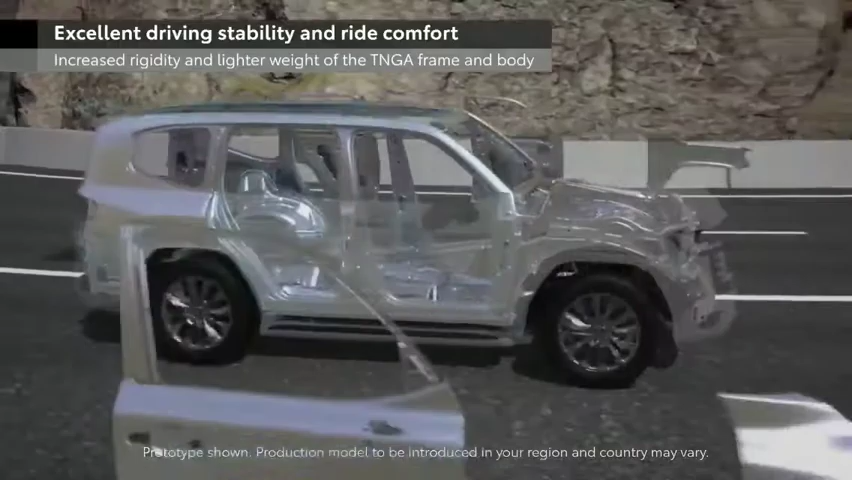 Excellent driving stability and ride comfort
Increased rigidity and lighter weight of the TNGA frame and body
Prototype shown. Production model to be introduced in your region and country may vary.